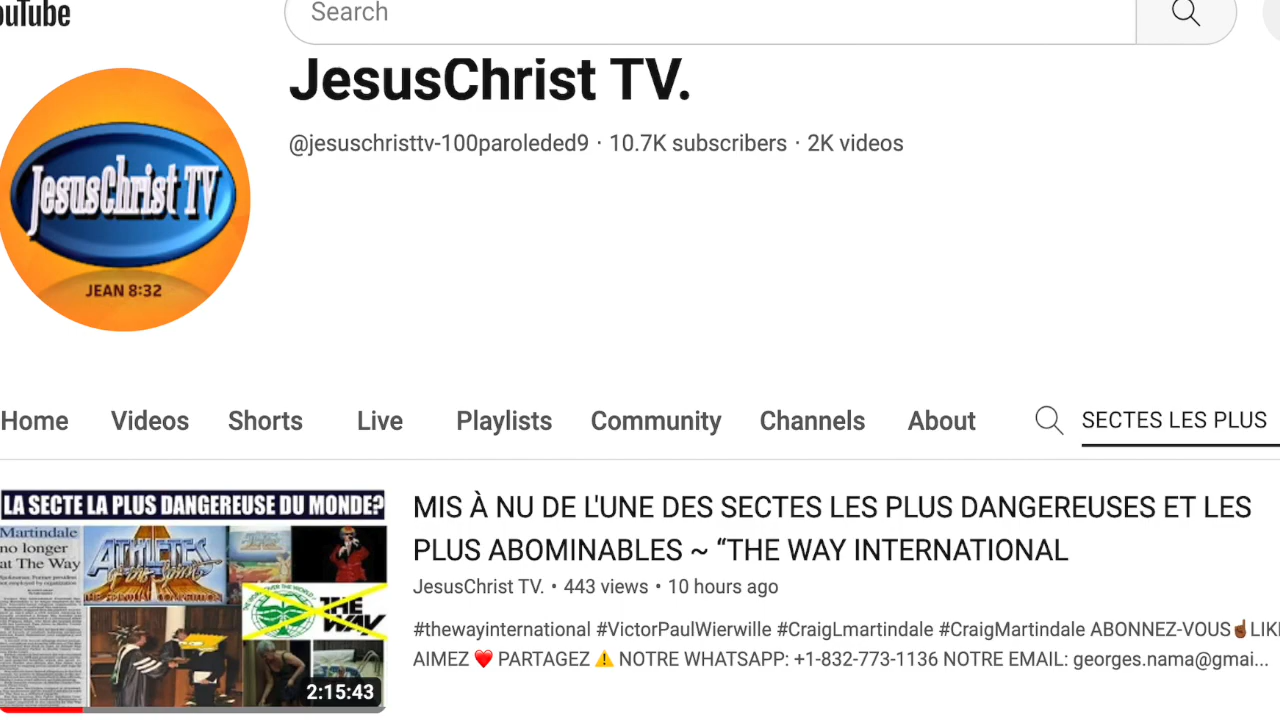 ouTube
Search
JesusChrist TV.
@jesuschristtv-100paroleded9 · 10.7K subscribers · 2K videos
JesusChrist TV
JEAN 8:32
Home Videos Shorts Live Playlists Community Channels About SECTES LES PLUS
LA SECTE LA PLUS DANGEREUSE DU MONDE?
Martindale
no longer
at The Way
ATHLETES
THE
WAY
2:15:43
MIS À NU DE L'UNE DES SECTES LES PLUS DANGEREUSES ET LES
PLUS ABOMINABLES ~ “THE WAY INTERNATIONAL
JesusChrist TV. • 443 views • 10 hours ago
#thewayinternational #VictorPaulWierwille #CraigLmartindale #CraigMartindale ABONNEZ-VOUS☝🏾LIKE
AIMEZ ❤️ PARTAGEZ ⚠️ NOTRE WHATSAPP: +1-832-773-1136 NOTRE EMAIL: georges.nama@gmai...